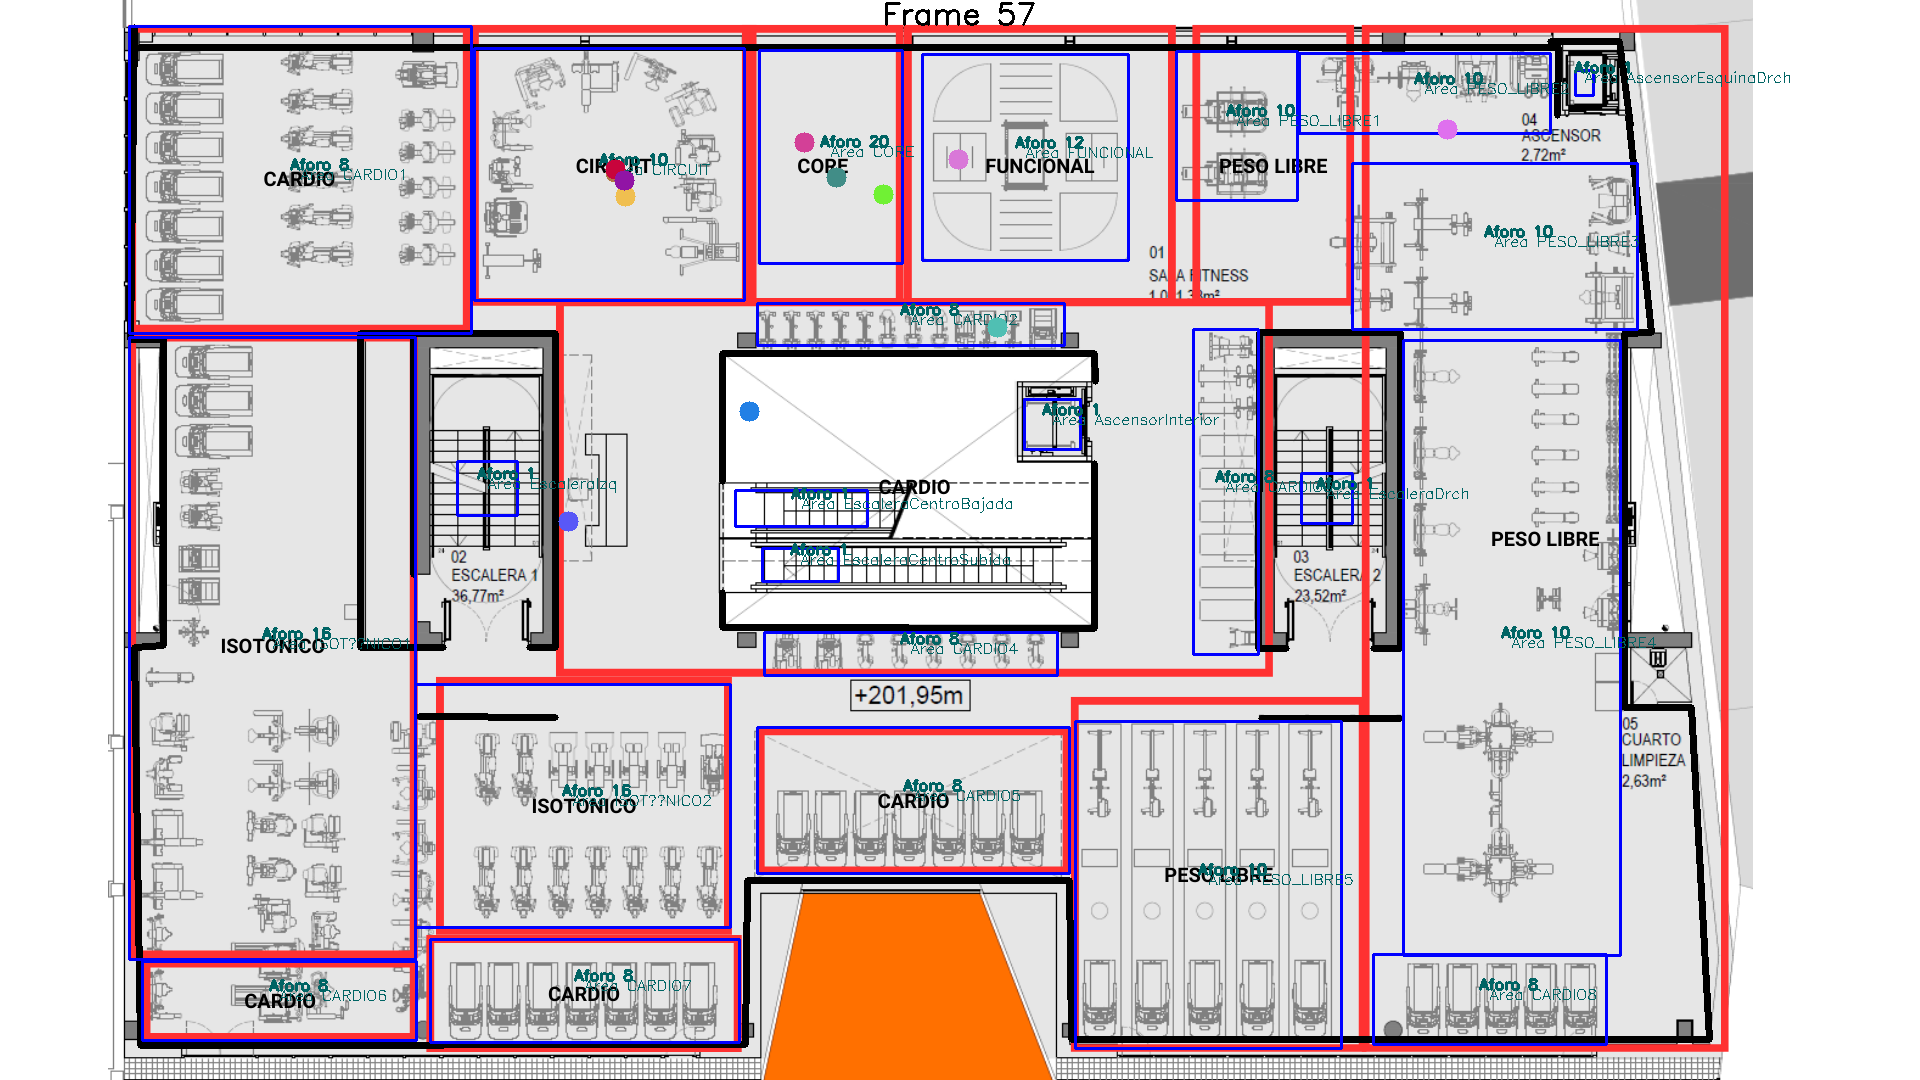 Frame 57
Aforo 8
Area CARDIO1
CARDIO
Aforo 10
Area CIRCUIT
CIRCUIT
Aforo 20
Area CORE
CORE
Aforo 12
Area FUNCIONAL
FUNCIONAL
Aforo 10
Area PESO_LIBRE1
PESO LIBRE
Aforo 10
Area PESO_LIBRE2
Aforo 1
Area AscensorEsquinaDrch
04
ASCENSOR
2,72m²
Aforo 10
Area PESO_LIBRE3
01
SALA FITNESS
Aforo 8
Area CARDIO2
Aforo 1
Area AscensorInterior
CARDIO
Aforo 1
Area EscaleraIzq
Aforo 1
Area EscaleraCentroBajada
Aforo 1
Area EscaleraCentroSubida
Aforo 8
Aforo 1
Area EscaleraDrch
02
ESCALERA 1
36,77m²
03
ESCALERA 2
23,52m²
PESO LIBRE
Aforo 16
Area ISOT??NICO1
ISOTONICO
Aforo 8
Area CARDIO4
Aforo 10
Area PESO_LIBRE4
+201,95m
05
CUARTO
LIMPIEZA
2,63m²
Aforo 16
Area ISOT??NICO2
ISOTONICO
Aforo 8
Area CARDIO5
CARDIO
Aforo 10
Area PESO_LIBRE5
PESO LIBRE
Aforo 8
Area CARDIO6
CARDIO
Aforo 8
Area CARDIO7
CARDIO
Aforo 8
Area CARDIO8